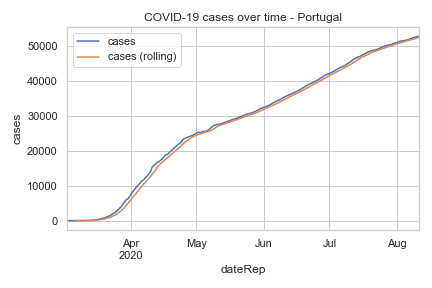 COVID-19 cases over time - Portugal
cases
cases (rolling)
50000
40000
30000
20000
10000
0
cases
Apr
2020
May
Jun
Jul
Aug
dateRep